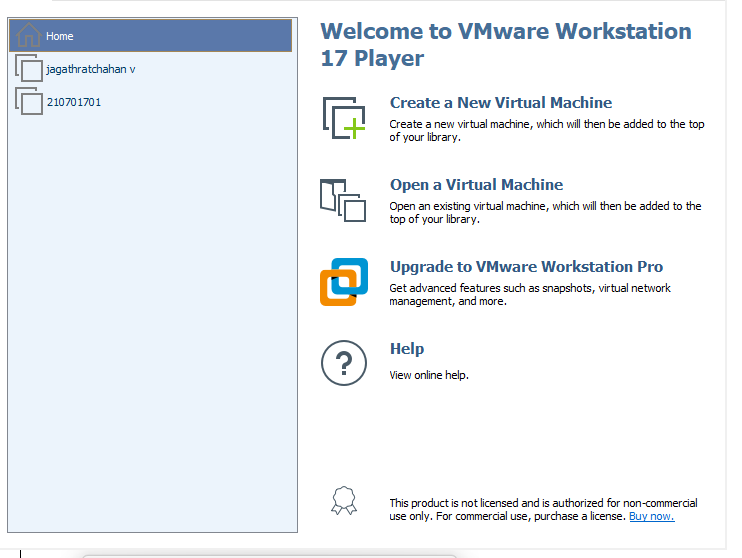 Home
jagathratchahan v
210701701
Welcome to VMware Workstation
17 Player
Create a New Virtual Machine
Create a new virtual machine, which will then be added to the top
of your library.
Open a Virtual Machine
Open an existing virtual machine, which will then be added to the
top of your library.
Upgrade to VMware Workstation Pro
Get advanced features such as snapshots, virtual network
management, and more.
?
Help
View online help.
This product is not licensed and is authorized for non-commercial
use only. For commercial use, purchase a license. Buy now.